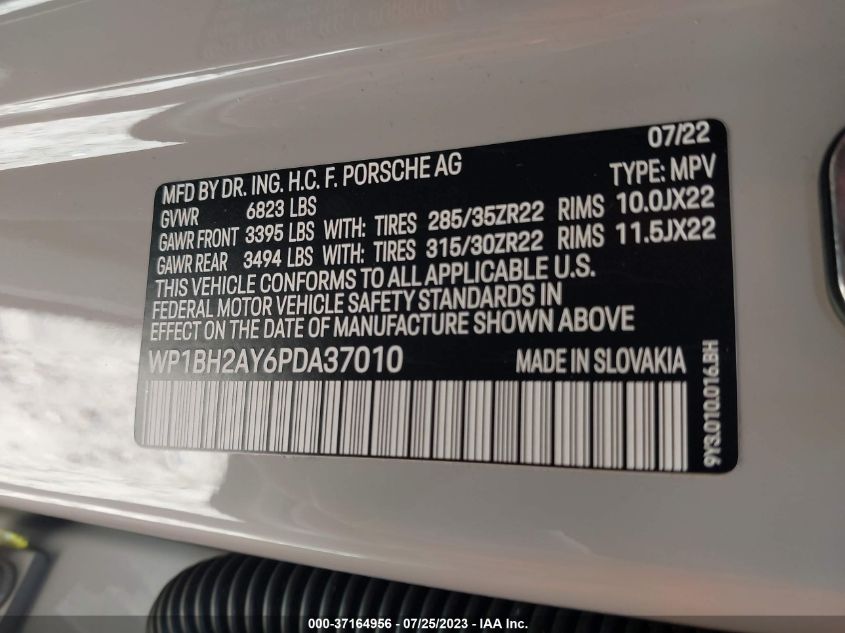 07/22
MFD BY DR. ING. H.C. F. PORSCHE AG
TYPE: MPV
GVWR 6823 LBS
GAWR FRONT 3395 LBS WITH: TIRES 285/35ZR22 RIMS 10.0JX22
GAWR REAR 3494 LBS WITH: TIRES 315/30ZR22 RIMS 11.5JX22
THIS VEHICLE CONFORMS TO ALL APPLICABLE U.S.
FEDERAL MOTOR VEHICLE SAFETY STANDARDS IN
EFFECT ON THE DATE OF MANUFACTURING SHOWN ABOVE
WP1BH2AY6PDA37010 MADE IN SLOVAKIA
9Y3.010.016.BH
000-37164956 / 07/25/2023 - IAA Inc.